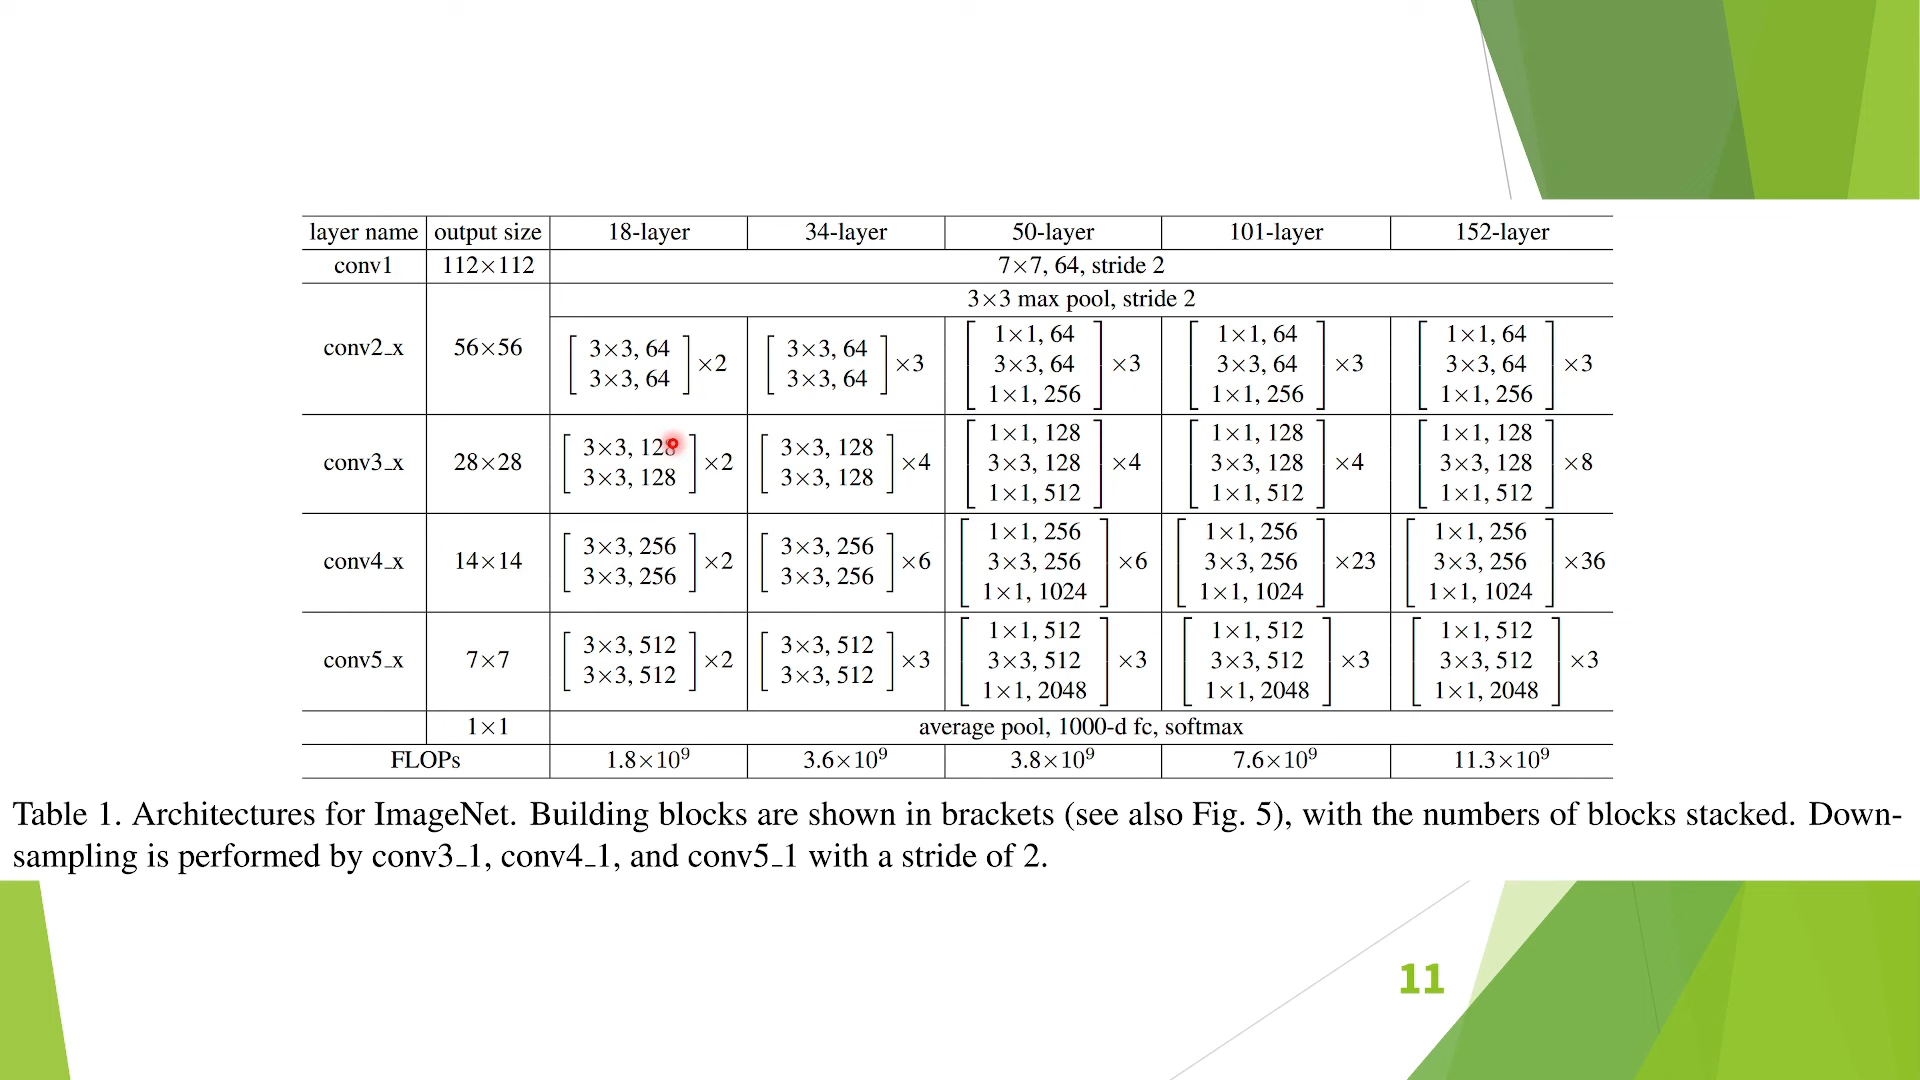 layer name output size 18-layer 34-layer 50-layer 101-layer 152-layer
conv1 112×112 7×7, 64, stride 2
3×3 max pool, stride 2
conv2_x 56×56 [3×3, 64 3×3, 64]×2 [3×3, 64 3×3, 64]×3 [1×1, 64 3×3, 64 1×1, 256]×3 [1×1, 64 3×3, 64 1×1, 256]×3 [1×1, 64 3×3, 64 1×1, 256]×3
conv3_x 28×28 [3×3, 128 3×3, 128]×2 [3×3, 128 3×3, 128]×4 [1×1, 128 3×3, 128 1×1, 512]×4 [1×1, 128 3×3, 128 1×1, 512]×4 [1×1, 128 3×3, 128 1×1, 512]×8
conv4_x 14×14 [3×3, 256 3×3, 256]×2 [3×3, 256 3×3, 256]×6 [1×1, 256 3×3, 256 1×1, 1024]×6 [1×1, 256 3×3, 256 1×1, 1024]×23 [1×1, 256 3×3, 256 1×1, 1024]×36
conv5_x 7×7 [3×3, 512 3×3, 512]×2 [3×3, 512 3×3, 512]×3 [1×1, 512 3×3, 512 1×1, 2048]×3 [1×1, 512 3×3, 512 1×1, 2048]×3 [1×1, 512 3×3, 512 1×1, 2048]×3
1×1 average pool, 1000-d fc, softmax
FLOPs 1.8×10⁹ 3.6×10⁹ 3.8×10⁹ 7.6×10⁹ 11.3×10⁹
Table 1. Architectures for ImageNet. Building blocks are shown in brackets (see also Fig. 5), with the numbers of blocks stacked. Down-
sampling is performed by conv3_1, conv4_1, and conv5_1 with a stride of 2.
11